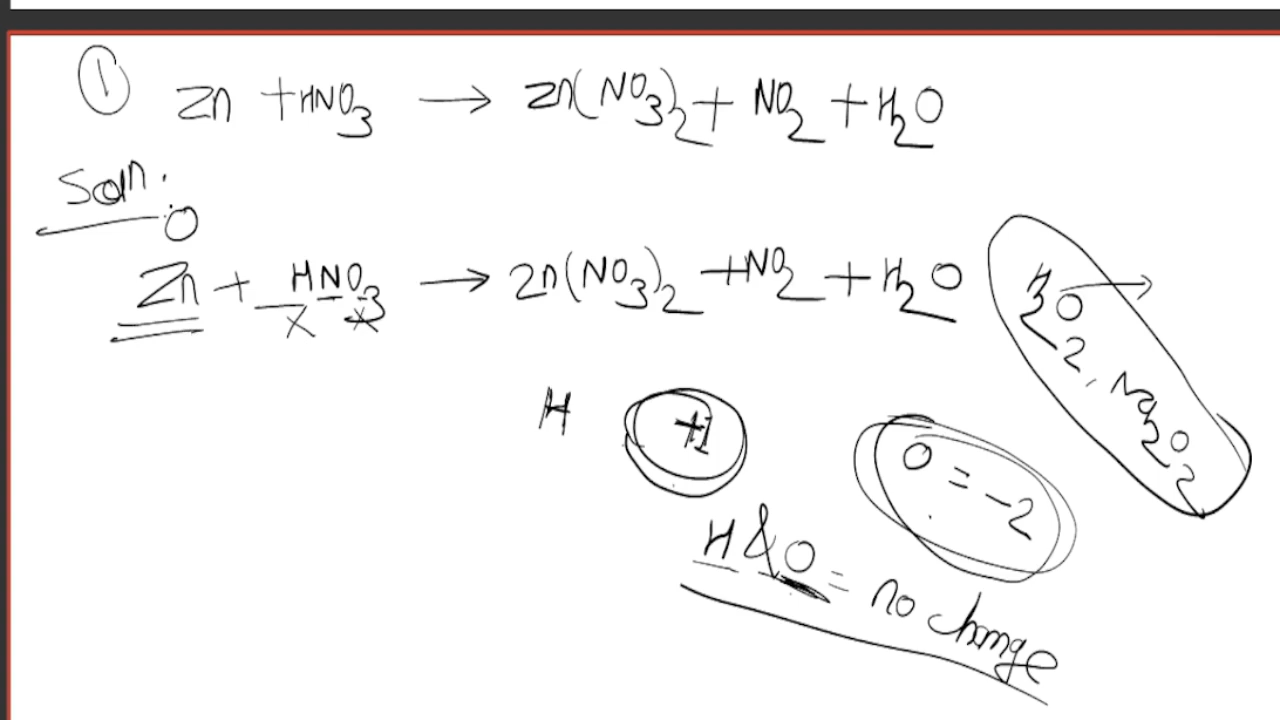 ① Zn + HNO3 → Zn(NO3)2 + NO2 + H2O
Soln.
0
Zn + HNO3 → Zn(NO3)2 + NO2 + H2O
x x
H2O2, Na2O2
H +1
O = -2
H & O = no change